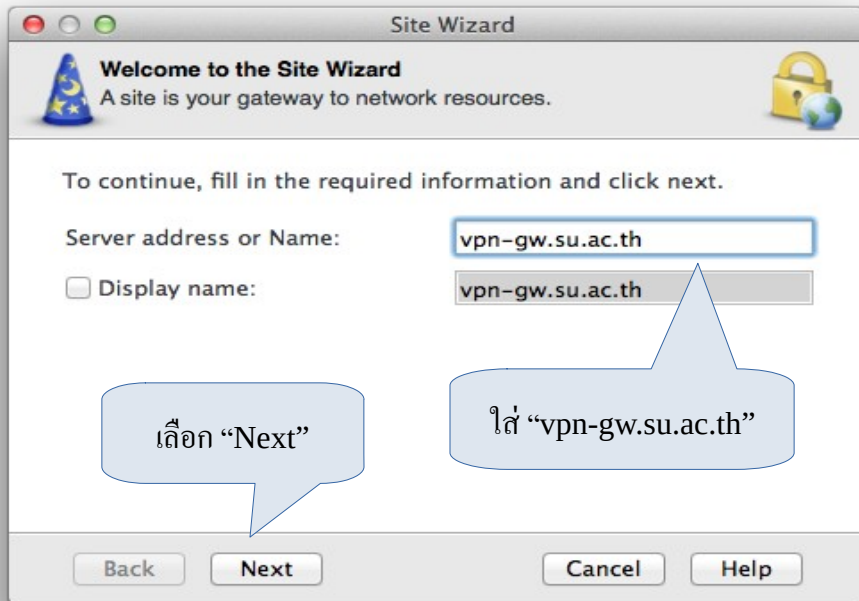 Site Wizard
Welcome to the Site Wizard
A site is your gateway to network resources.
To continue, fill in the required information and click next.
Server address or Name: vpn-gw.su.ac.th
Display name: vpn-gw.su.ac.th
เลือก “Next”
ใส่ “vpn-gw.su.ac.th”
Back Next Cancel Help